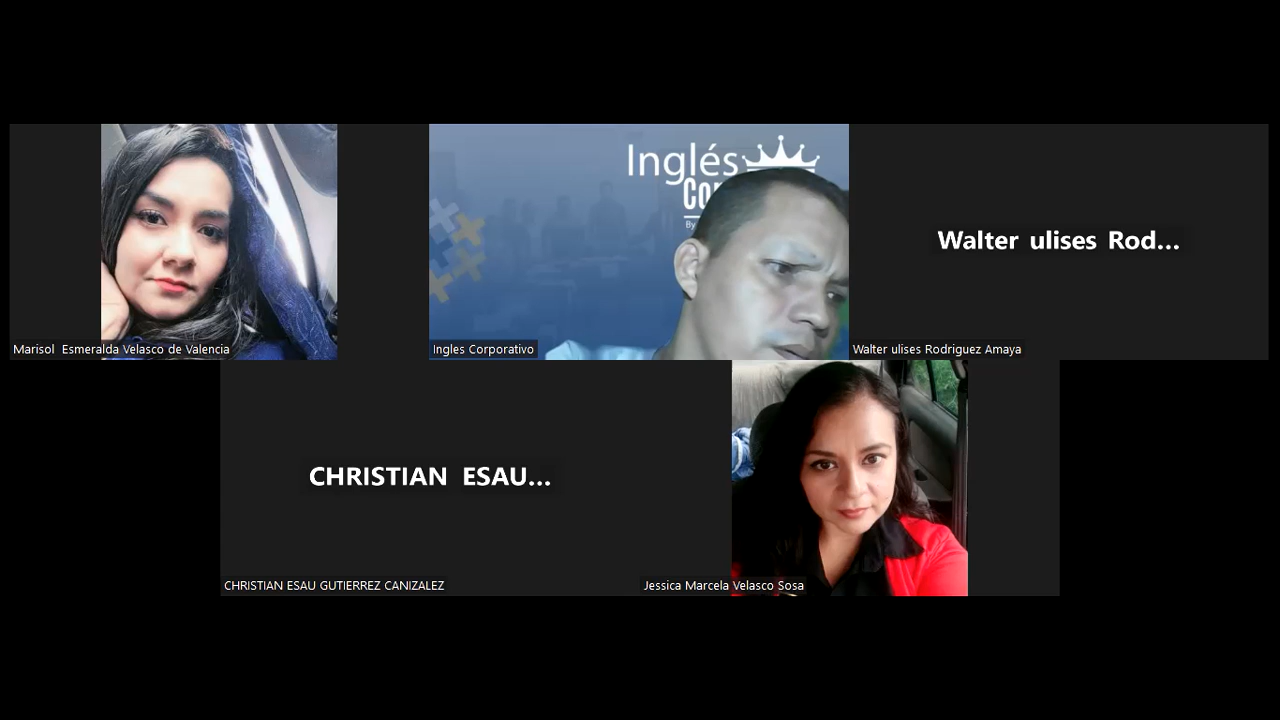 Inglés
By
Marisol Esmeralda Velasco de Valencia
Ingles Corporativo
Walter ulises Rod...
Walter ulises Rodriguez Amaya
CHRISTIAN ESAU...
CHRISTIAN ESAU GUTIERREZ CANIZALEZ
Jessica Marcela Velasco Sosa